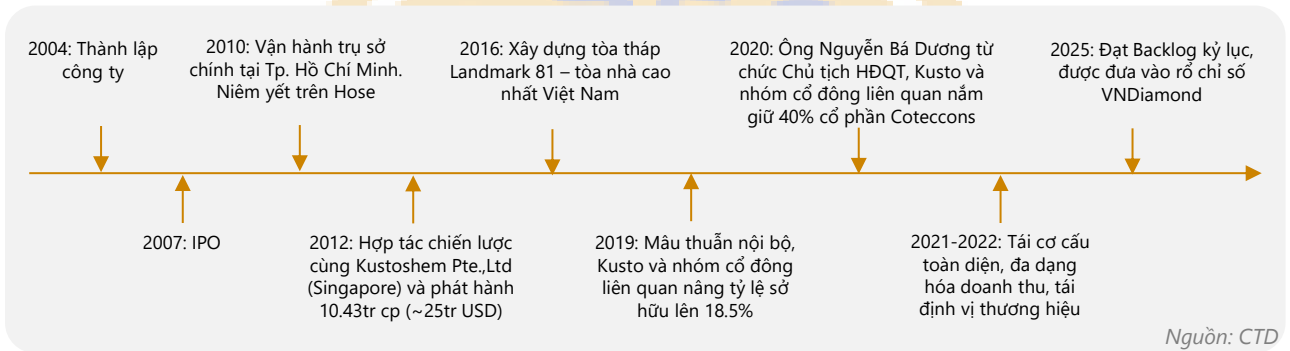 2004: Thành lập
công ty
2010: Vận hành trụ sở
chính tại Tp. Hồ Chí Minh.
Niêm yết trên Hose
2016: Xây dựng tòa tháp
Landmark 81 – tòa nhà cao
nhất Việt Nam
2020: Ông Nguyễn Bá Dương từ
chức Chủ tịch HĐQT, Kusto và
nhóm cổ đông liên quan nắm
giữ 40% cổ phần Coteccons
2025: Đạt Backlog kỷ lục,
được đưa vào rổ chỉ số
VNDiamond
2007: IPO
2012: Hợp tác chiến lược
cùng Kustoshem Pte.,Ltd
(Singapore) và phát hành
10.43tr cp (~25tr USD)
2019: Mâu thuẫn nội bộ,
Kusto và nhóm cổ đông
liên quan nâng tỷ lệ sở
hữu lên 18.5%
2021-2022: Tái cơ cấu
toàn diện, đa dạng
hóa doanh thu, tái
định vị thương hiệu
Nguồn: CTD